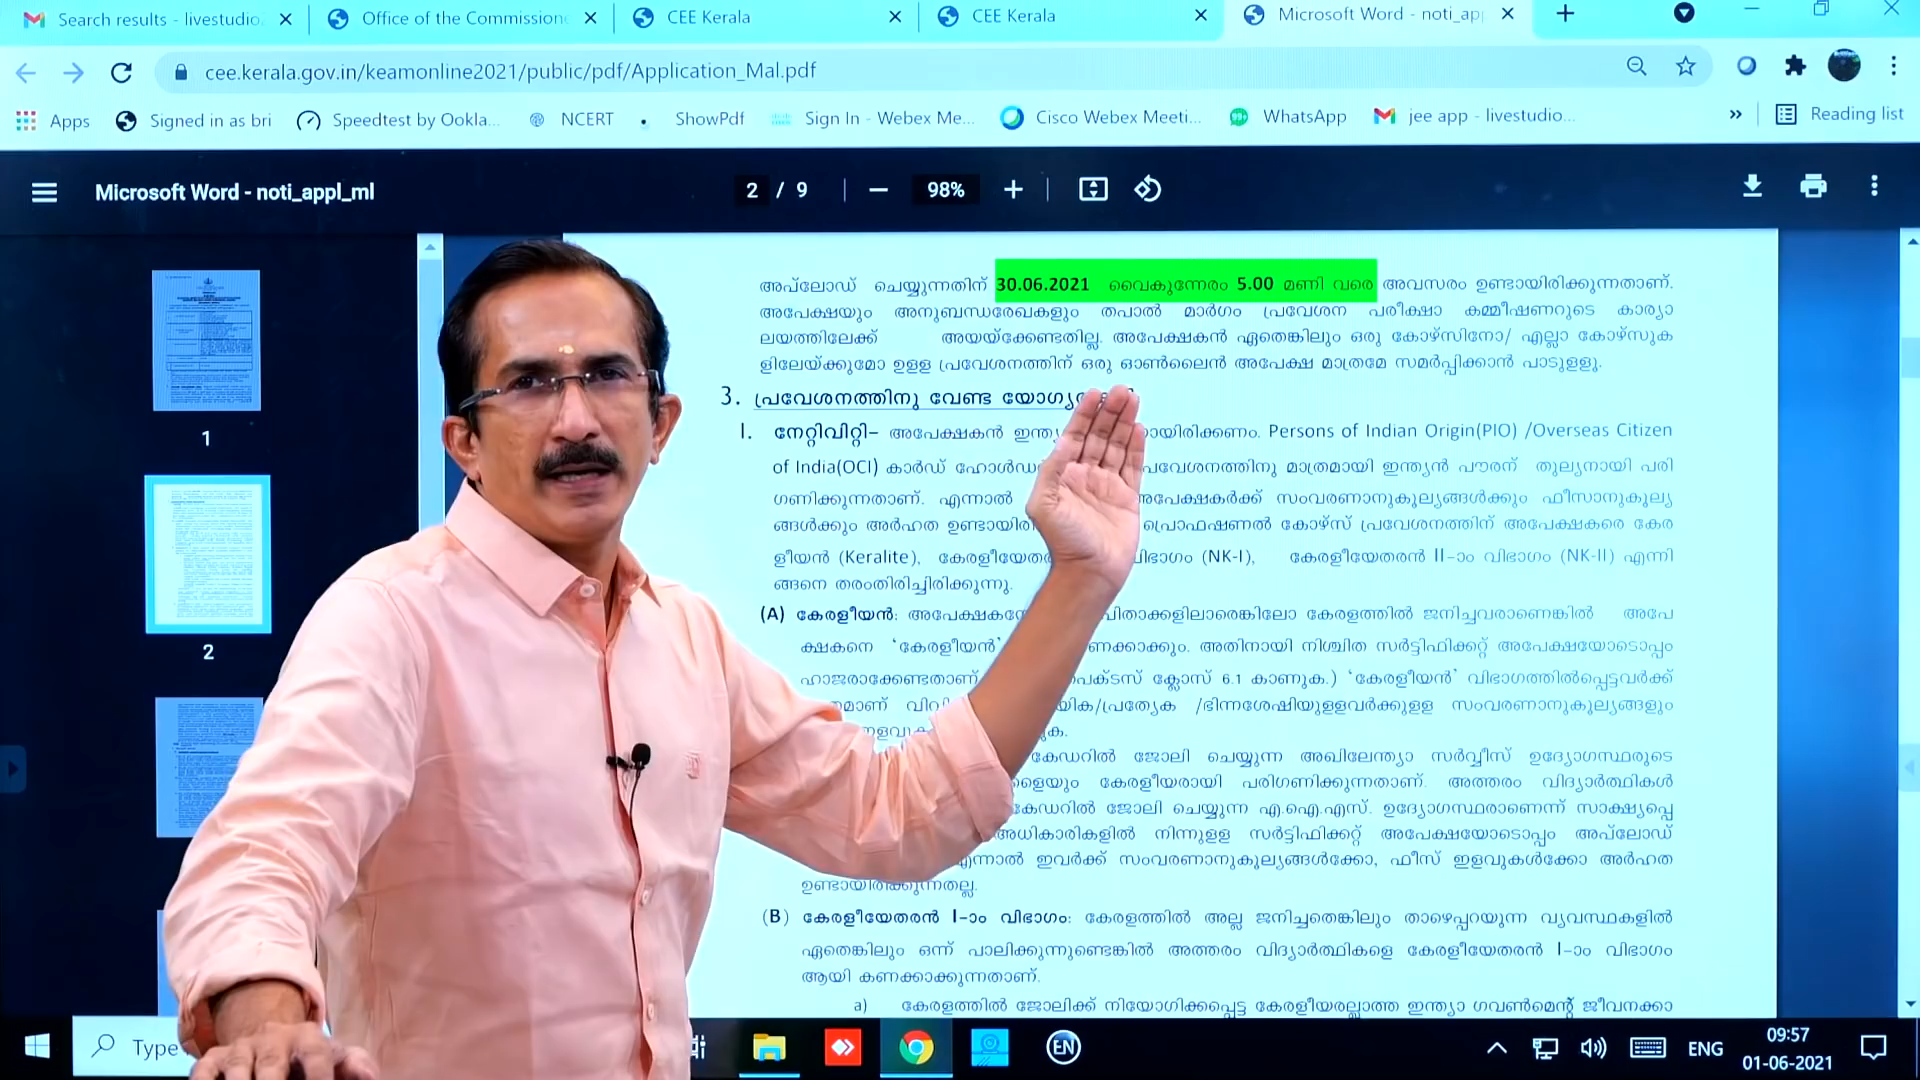 Search results - livestudio
Office of the Commission
CEE Kerala
CEE Kerala
Microsoft Word - noti_ap
cee.kerala.gov.in/keamonline2021/public/pdf/Application_Mal.pdf
Apps
Signed in as bri
Speedtest by Ookla...
NCERT
ShowPdf
Sign In - Webex Me...
Cisco Webex Meeti...
WhatsApp
jee app - livestudio...
Reading list
Microsoft Word - noti_appl_ml
2 / 9
98%
1
2
അപ്‌ലോഡ് ചെയ്യുന്നതിന് 30.06.2021 വൈകുന്നേരം 5.00 മണി വരെ അവസരം ഉണ്ടായിരിക്കുന്നതാണ്.
അപേക്ഷയും അനുബന്ധരേഖകളും തപാൽ മാർഗം പ്രവേശന പരീക്ഷാ കമ്മീഷണറുടെ കാര്യാ
ലയത്തിലേക്ക് അയയ്ക്കേണ്ടതില്ല. അപേക്ഷകൻ ഏതെങ്കിലും ഒരു കോഴ്സിനോ/ എല്ലാ കോഴ്സുക
ളിലേയ്ക്കുമോ ഉളള പ്രവേശനത്തിന് ഒരു ഓൺലൈൻ അപേക്ഷ മാത്രമേ സമർപ്പിക്കാൻ പാടുളളൂ.
3. പ്രവേശനത്തിനു വേണ്ട
I. നേറ്റിവിറ്റി– അപേക്ഷകൻ യിരിക്കണം. Persons of Indian Origin(PIO) /Overseas Citizen
of India(OCI) കാർഡ് പ്രവേശനത്തിനു മാത്രമായി ഇന്ത്യൻ പൗരന് തുല്യനായി പരി
ഗണിക്കുന്നതാണ്. എന്നാൽ അപേക്ഷകർക്ക് സംവരണാനുകൂല്യങ്ങൾക്കും ഫീസാനുകൂല്യ
ങ്ങൾക്കും അർഹത പ്രൊഫഷണൽ കോഴ്സ് പ്രവേശനത്തിന് അപേക്ഷകരെ കേര
ളീയൻ (Keralite), വിഭാഗം (NK-I), കേരളീയേതരൻ II-ാം വിഭാഗം (NK-II) എന്നി
ങ്ങനെ തരംതിരിച്ചിരിക്കുന്നു.
(A) കേരളീയൻ: പിതാക്കളിലാരെങ്കിലോ കേരളത്തിൽ ജനിച്ചവരാണെങ്കിൽ അപേ
ക്ഷകനെ 'കേരളീയൻ' ണക്കാക്കും. അതിനായി നിശ്ചിത സർട്ടിഫിക്കറ്റ് അപേക്ഷയോടൊപ്പം
ഹാജരാക്കേണ്ടതാണ് പെക്ടസ് ക്ലോസ് 6.1 കാണുക.) 'കേരളീയൻ' വിഭാഗത്തിൽപ്പെട്ടവർക്ക്
മാണ് യിക/പ്രത്യേക /ഭിന്നശേഷിയുളളവർക്കുളള സംവരണാനുകൂല്യങ്ങളും
കേഡറിൽ ജോലി ചെയ്യുന്ന അഖിലേന്ത്യാ സർവ്വീസ് ഉദ്യോഗസ്ഥരുടെ
ളെയും കേരളീയരായി പരിഗണിക്കുന്നതാണ്. അത്തരം വിദ്യാർത്ഥികൾ
കേഡറിൽ ജോലി ചെയ്യുന്ന എ.ഐ.എസ്. ഉദ്യോഗസ്ഥരാണെന്ന് സാക്ഷ്യപ്പെ
അധികാരികളിൽ നിന്നുളള സർട്ടിഫിക്കറ്റ് അപേക്ഷയോടൊപ്പം അപ്‌ലോഡ്
എന്നാൽ ഇവർക്ക് സംവരണാനുകൂല്യങ്ങൾക്കോ, ഫീസ് ഇളവുകൾക്കോ അർഹത
ഉണ്ടായിരിക്കുന്നതല്ല.
(B) കേരളീയേതരൻ I-ാം വിഭാഗം: കേരളത്തിൽ അല്ല ജനിച്ചതെങ്കിലും താഴെപ്പറയുന്ന വ്യവസ്ഥകളിൽ
ഏതെങ്കിലും ഒന്ന് പാലിക്കുന്നുണ്ടെങ്കിൽ അത്തരം വിദ്യാർത്ഥികളെ കേരളീയേതരൻ I-ാം വിഭാഗം
ആയി കണക്കാക്കുന്നതാണ്.
a) കേരളത്തിൽ ജോലിക്ക് നിയോഗിക്കപ്പെട്ട കേരളീയരല്ലാത്ത ഇന്ത്യാ ഗവൺമെന്റ് ജീവനക്കാ
Type
EN
ENG
09:57
01-06-2021